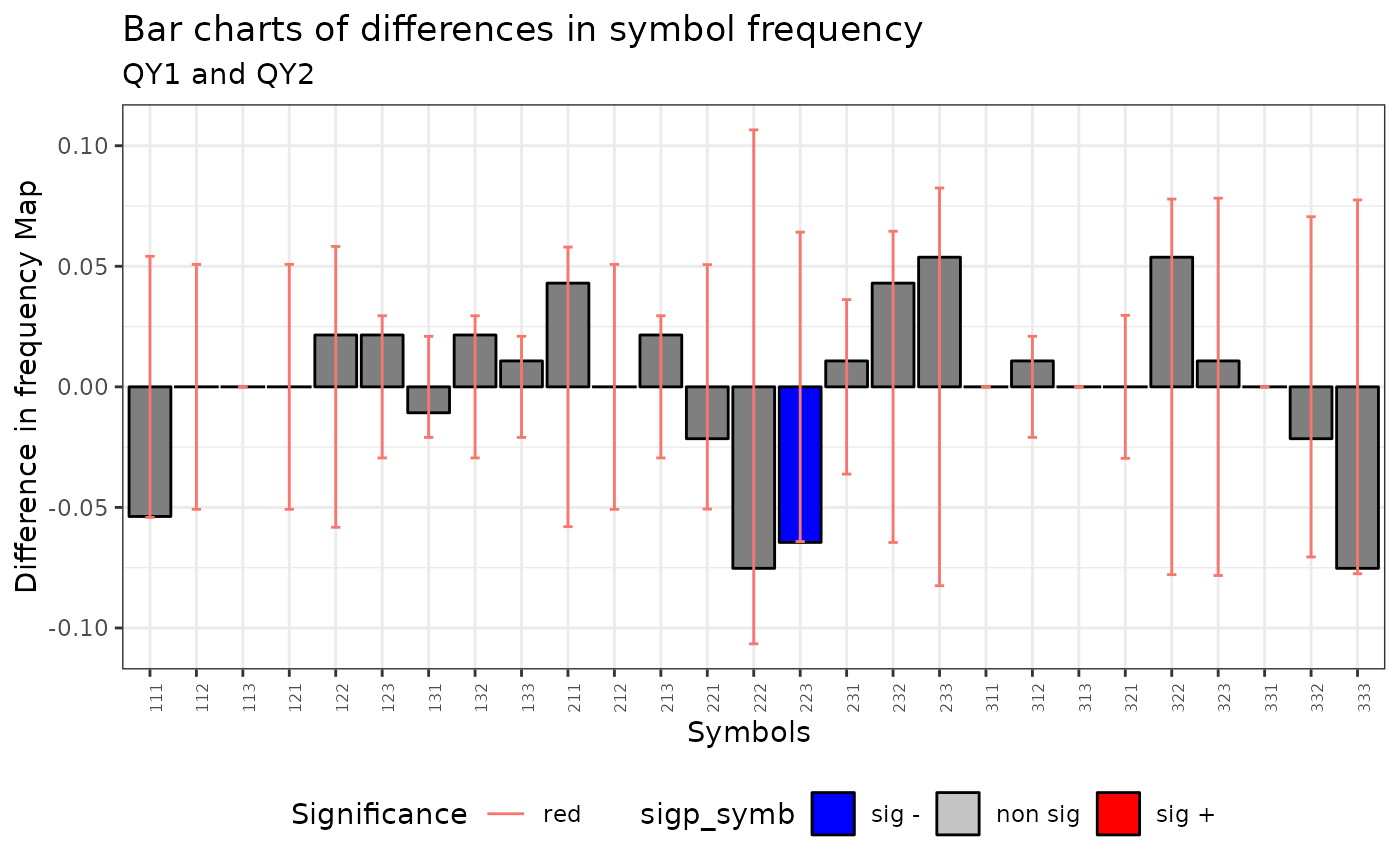 Bar charts of differences in symbol frequency
QY1 and QY2
Difference in frequency Map
0.10
0.05
0.00
-0.05
-0.10
111 112 113 121 122 123 131 132 133 211 212 213 221 222 223 231 232 233 311 312 313 321 322 323 331 332 333
Symbols
Significance red sigp_symb sig - non sig sig +